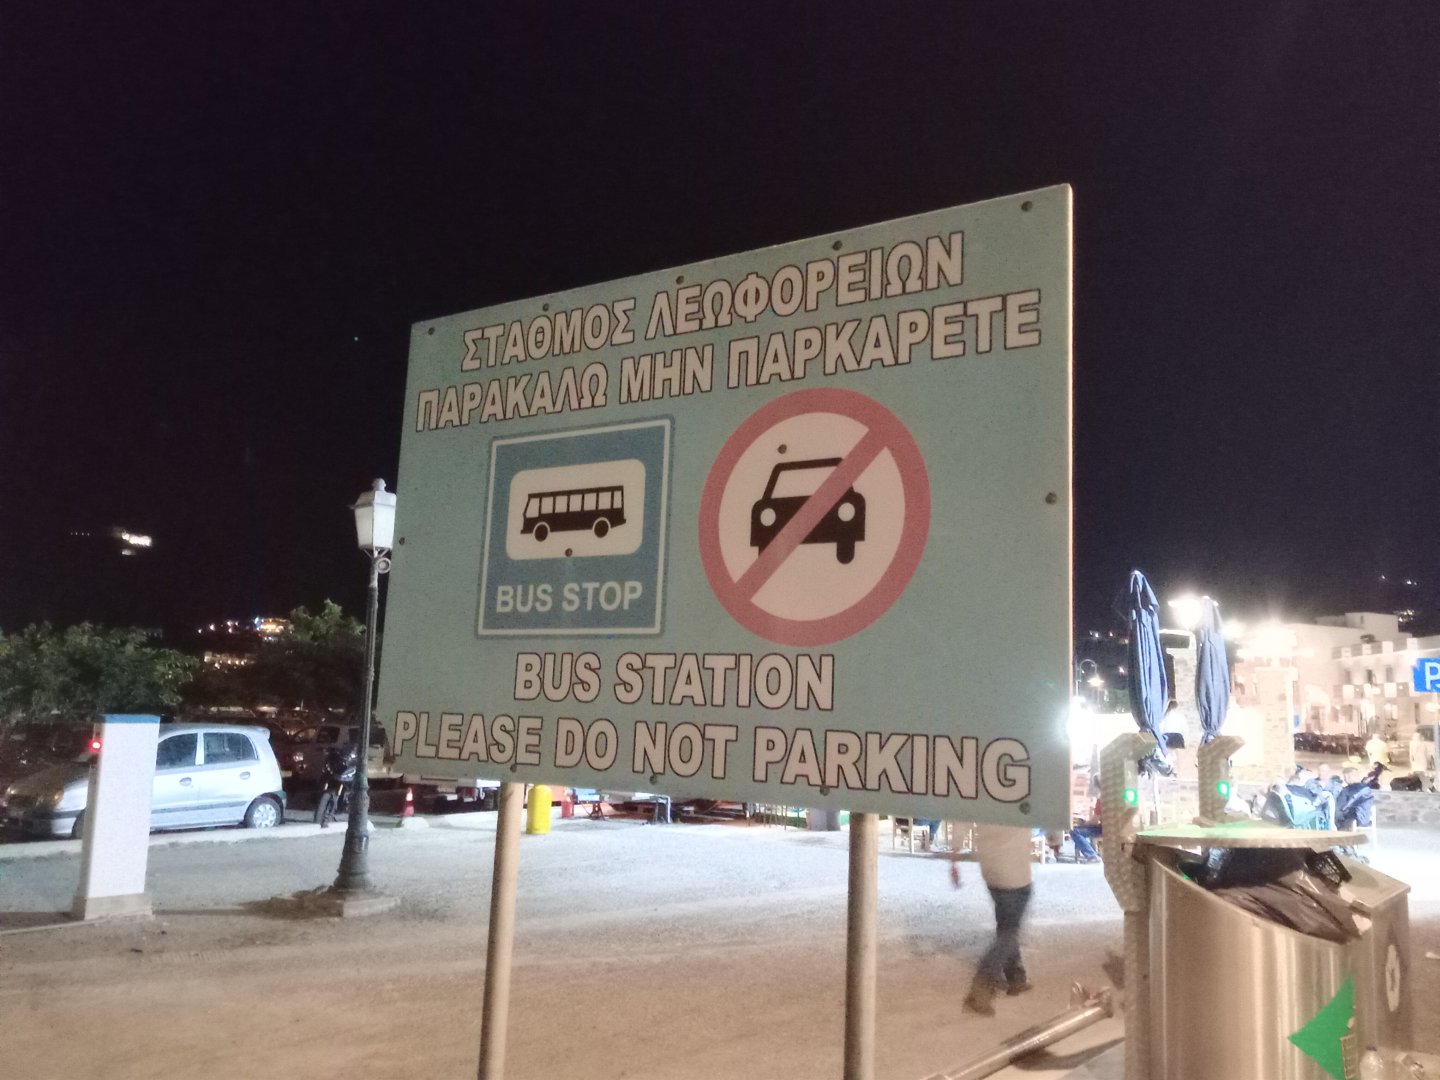 ΣΤΑΘΜΟΣ ΛΕΩΦΟΡΕΙΩΝ
ΠΑΡΑΚΑΛΩ ΜΗΝ ΠΑΡΚΑΡΕΤΕ
BUS STOP
BUS STATION
PLEASE DO NOT PARKING
P